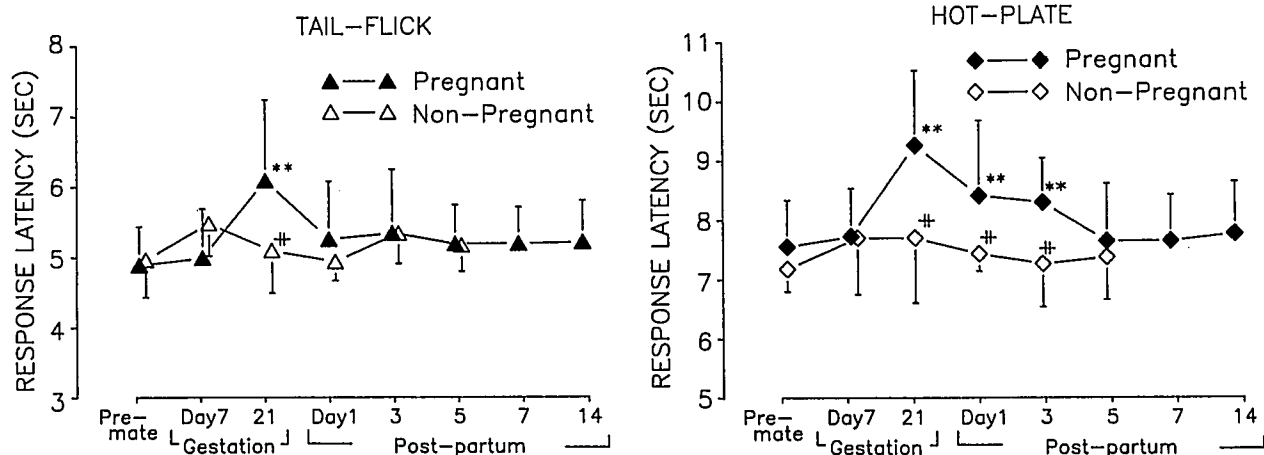 TAIL-FLICK
RESPONSE LATENCY (SEC)
8
7
6
5
4
3
Pregnant
Non-Pregnant
**
⧺
Pre-
mate
Day7
21
Day1
3
5
7
14
Gestation
Post-partum
HOT-PLATE
RESPONSE LATENCY (SEC)
11
10
9
8
7
6
5
Pregnant
Non-Pregnant
**
**
**
⧺
⧺
⧺
Pre-
mate
Day7
21
Day1
3
5
7
14
Gestation
Post-partum